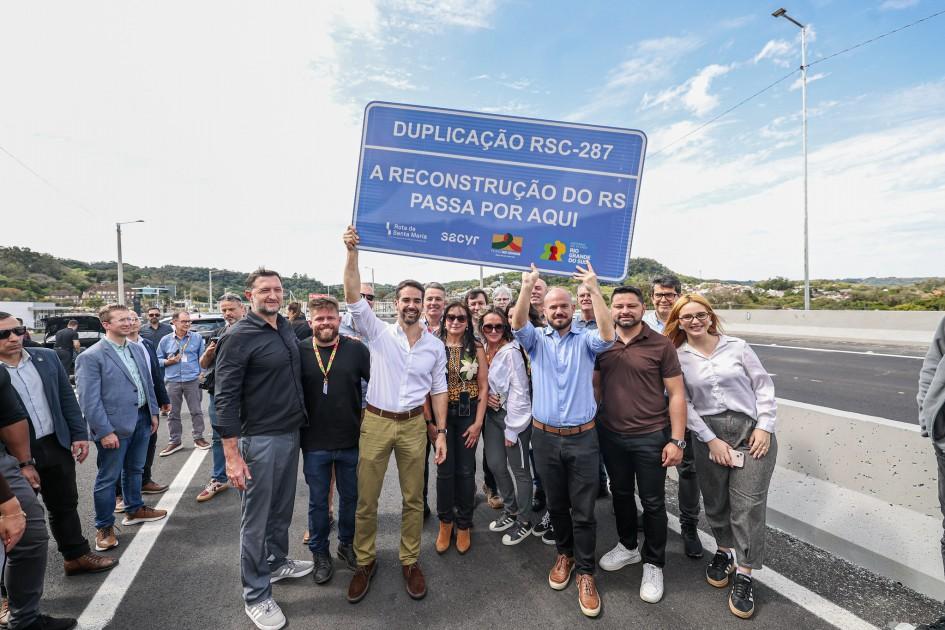 DUPLICAÇÃO RSC-287
A RECONSTRUÇÃO DO RS
PASSA POR AQUI
Rota de
Santa Maria
sacyr
RIO
GRANDE
DO SUL